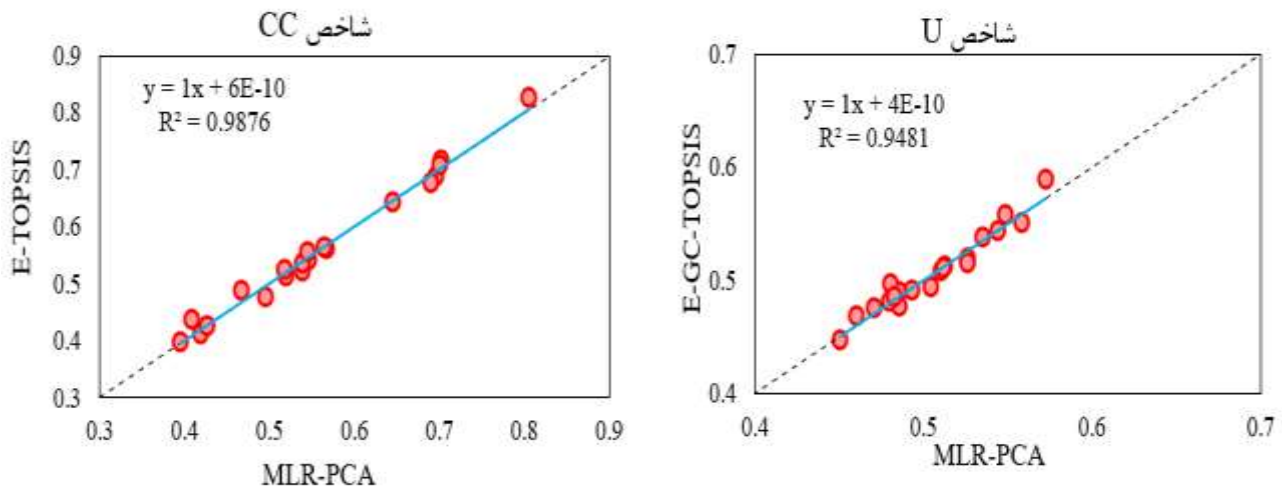 شاخص CC
0.9
0.8
0.7
0.6
0.5
0.4
0.3
E-TOPSIS
y = 1x + 6E-10
R² = 0.9876
0.3 0.4 0.5 0.6 0.7 0.8 0.9
MLR-PCA
شاخص U
0.7
0.6
0.5
0.4
E-GC-TOPSIS
y = 1x + 4E-10
R² = 0.9481
0.4 0.5 0.6 0.7
MLR-PCA